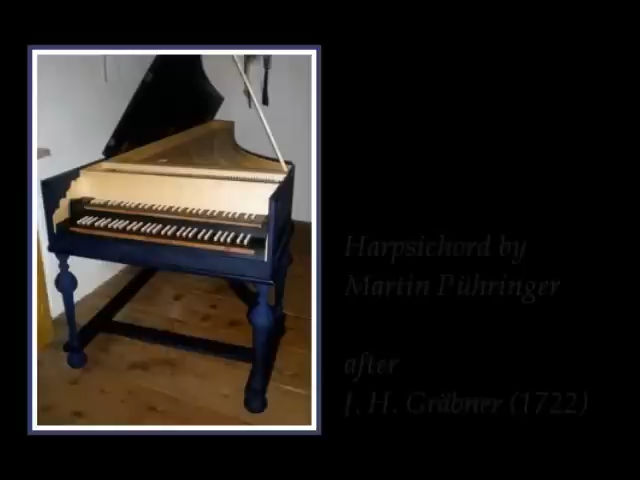 Harpsichord by
Martin Pühringer
after
J. H. Gräbner (1722)